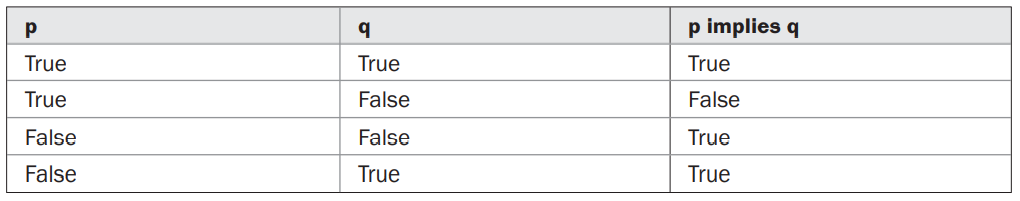 p q p implies q
True True True
True False False
False False True
False True True